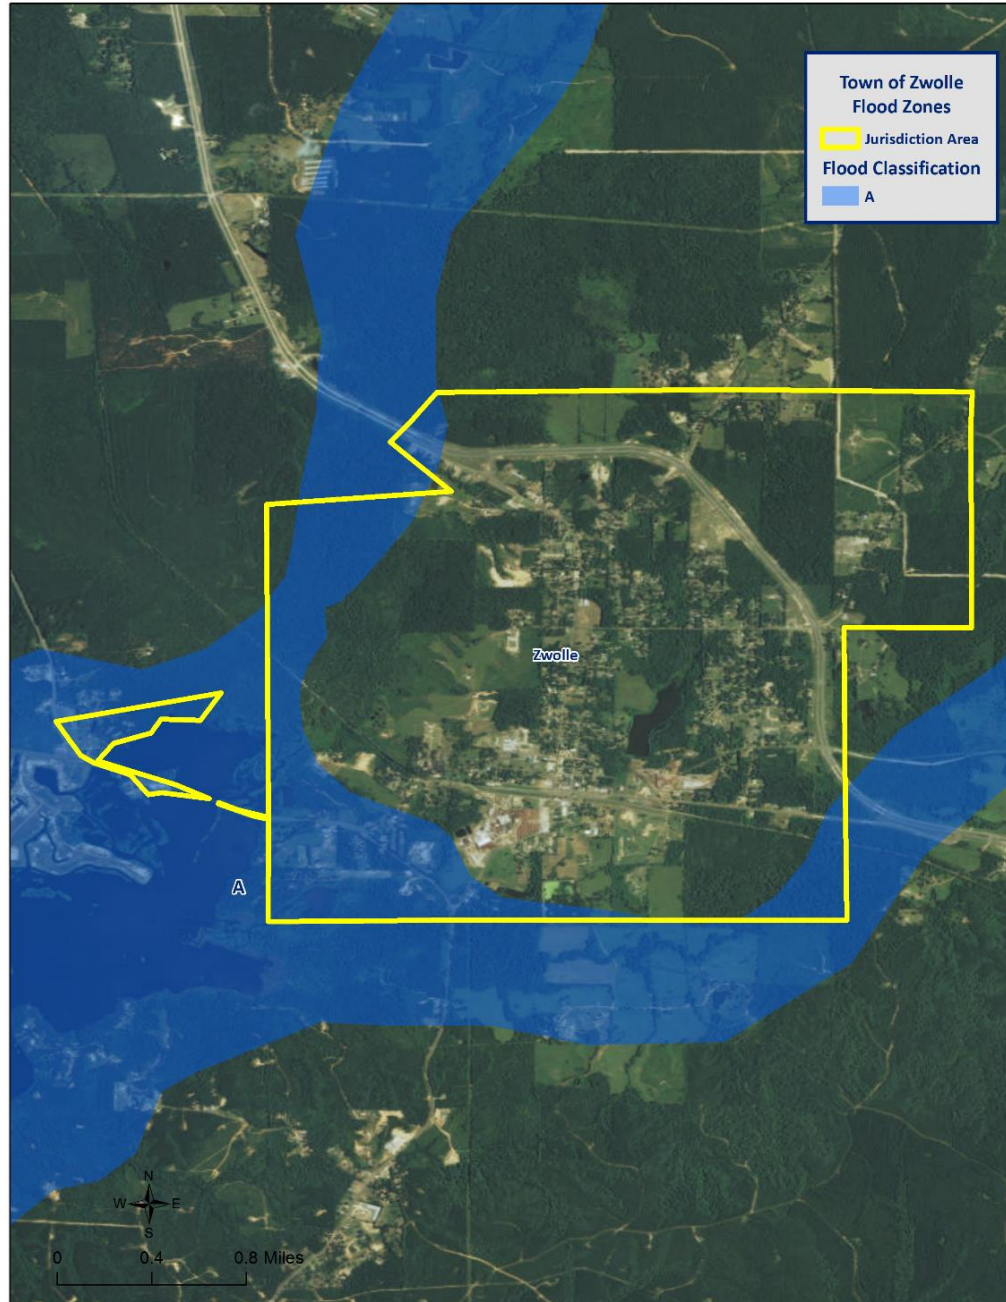 Town of Zwolle
Flood Zones
Jurisdiction Area
Flood Classification
A
Zwolle
A
N
W E
S
0 0.4 0.8 Miles